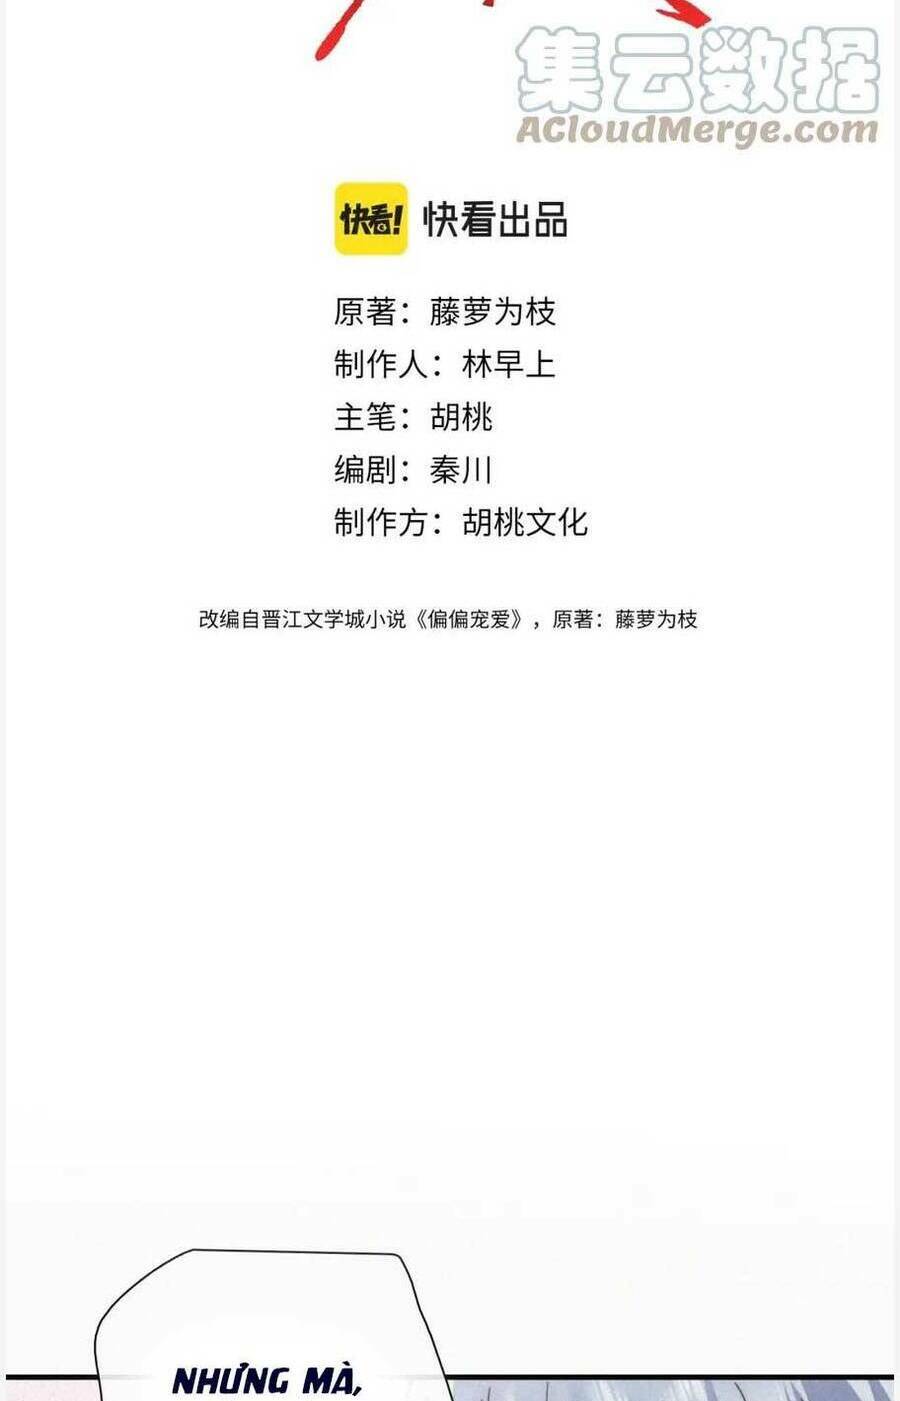 集云数据
ACloudMerge.com
快看! 快看出品
原著：藤萝为枝
制作人：林早上
主笔：胡桃
编剧：秦川
制作方：胡桃文化
改编自晋江文学城小说《偏偏宠爱》，原著：藤萝为枝
NHƯNG MÀ,